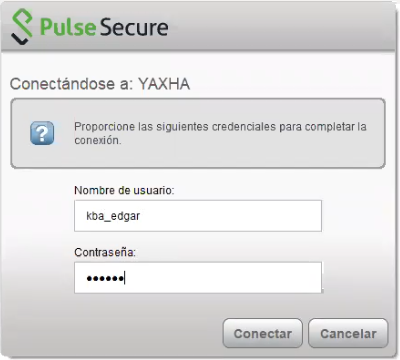 Pulse Secure
Conectándose a: YAXHA
Proporcione las siguientes credenciales para completar la
conexión.
Nombre de usuario:
kba_edgar
Contraseña:
••••••
Conectar Cancelar